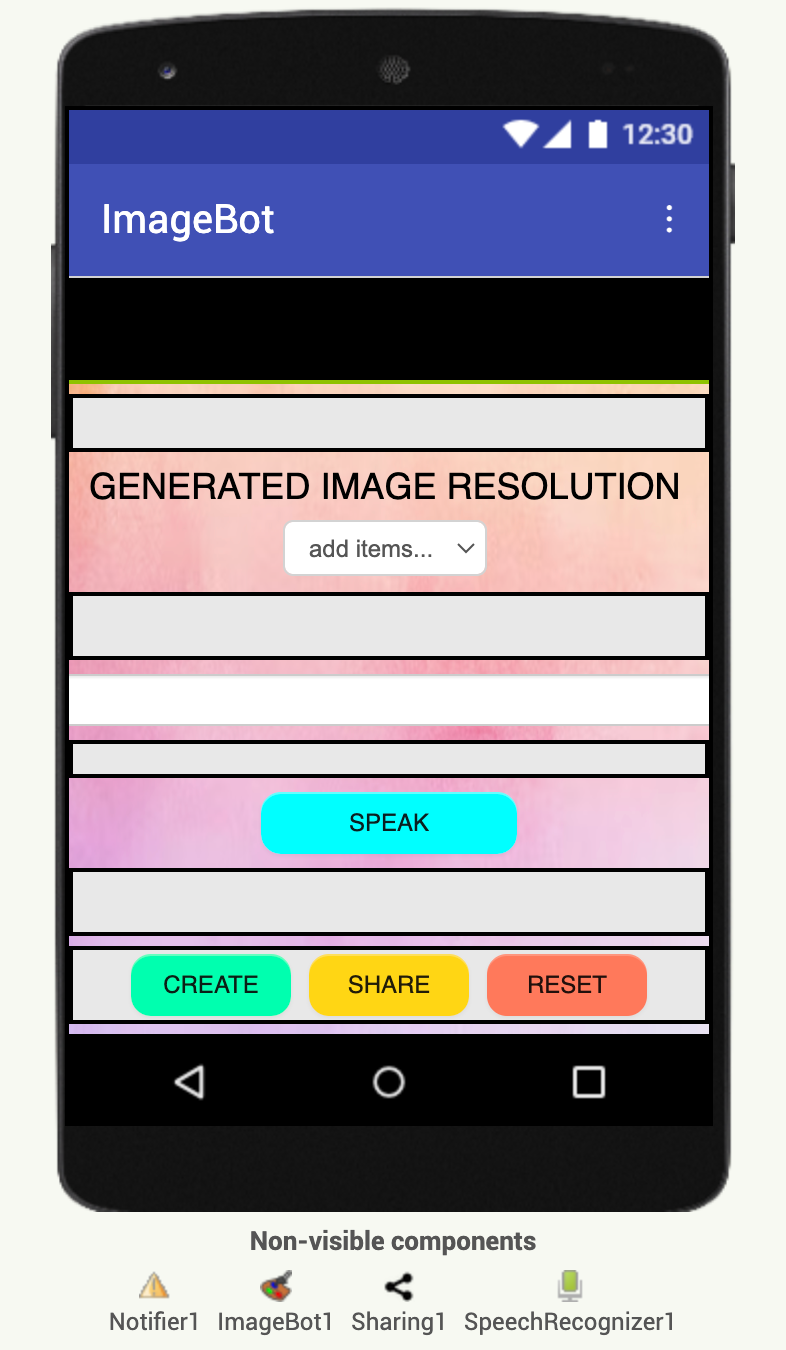 12:30
ImageBot
GENERATED IMAGE RESOLUTION
add items...
SPEAK
CREATE SHARE RESET
Non-visible components
Notifier1 ImageBot1 Sharing1 SpeechRecognizer1